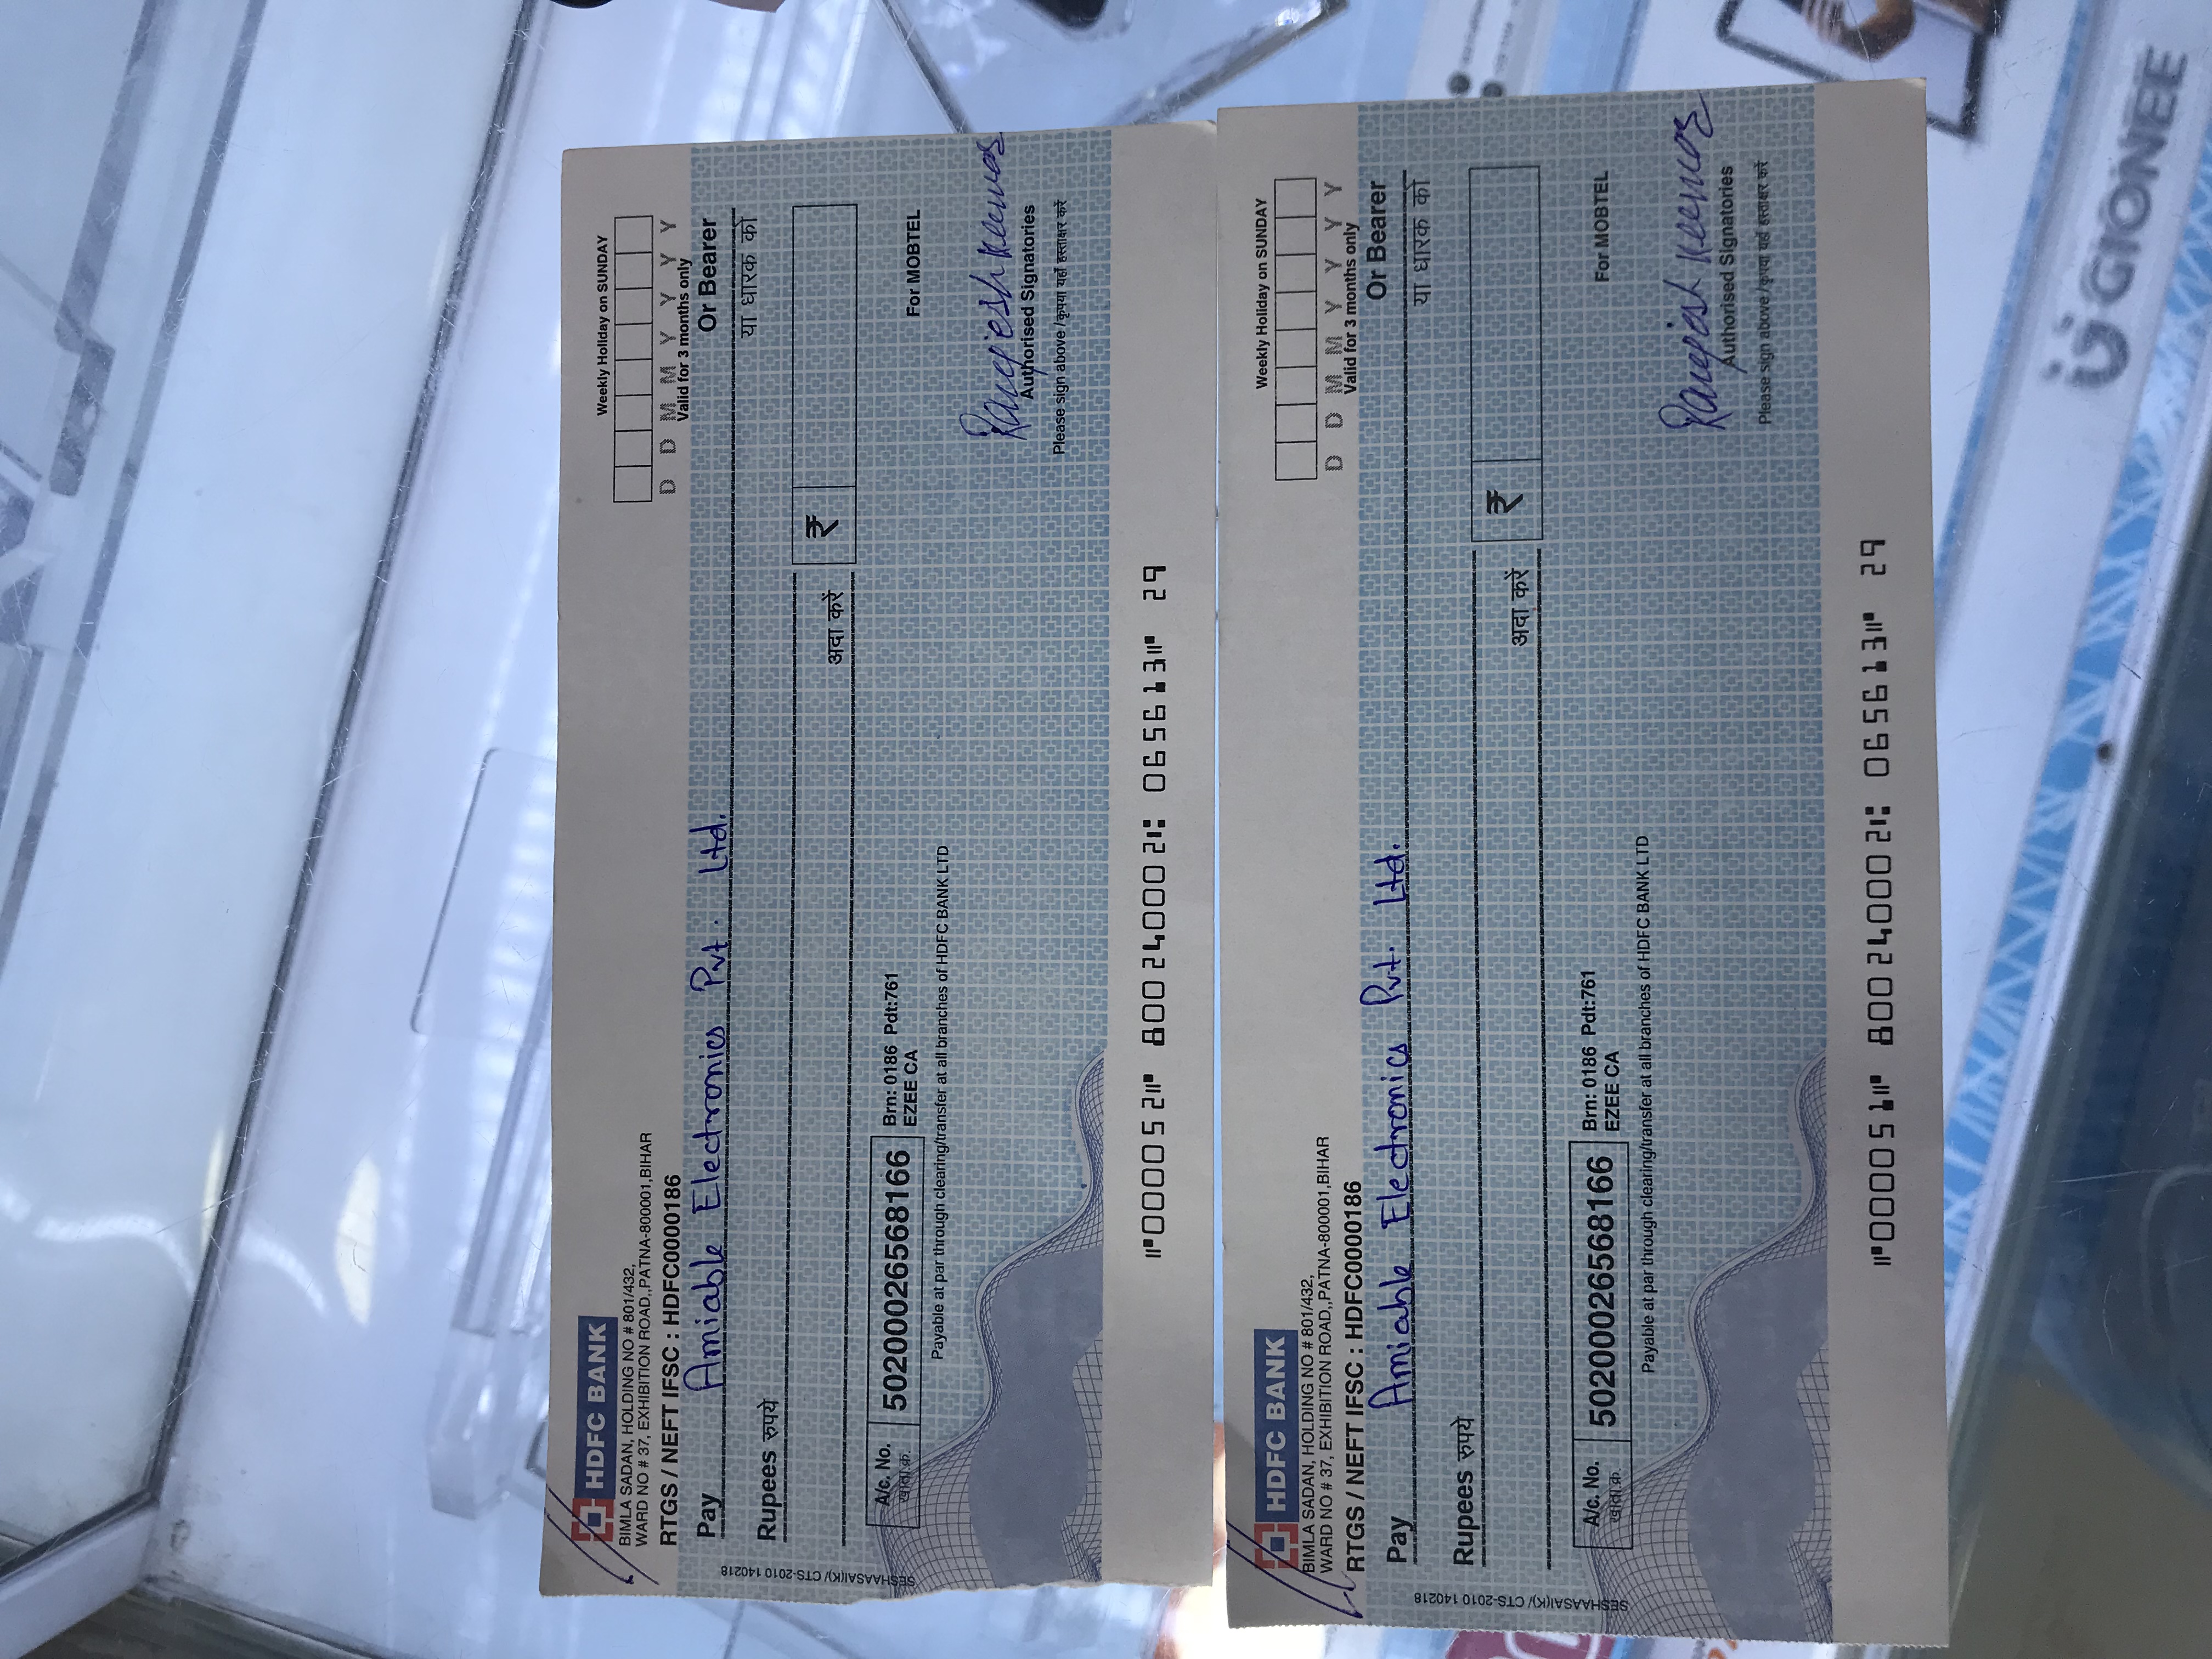 HDFC BANK
BIMLA SADAN, HOLDING NO # 801/432,
WARD NO # 37, EXHIBITION ROAD,,PATNA-800001,BIHAR
RTGS / NEFT IFSC : HDFC0000186
Weekly Holiday on SUNDAY
D D M M Y Y Y Y
Valid for 3 months only
Pay Amiable Electronics Pvt. Ltd. Or Bearer
या धारक को
Rupees रुपये
अदा करें ₹
A/c. No. 50200026568166 Brn: 0186 Pdt:761
खाता.क्र. EZEE CA
For MOBTEL
Payable at par through clearing/transfer at all branches of HDFC BANK LTD
Authorised Signatories
Please sign above / कृपया यहाँ हस्ताक्षर करें
SESHAASAI(K)/ CTS-2010 140218
⑈000052⑈ 800240002⑆ 065613⑈ 29
HDFC BANK
BIMLA SADAN, HOLDING NO # 801/432,
WARD NO # 37, EXHIBITION ROAD,,PATNA-800001,BIHAR
RTGS / NEFT IFSC : HDFC0000186
Weekly Holiday on SUNDAY
D D M M Y Y Y Y
Valid for 3 months only
Pay Amiable Electronics Pvt. Ltd. Or Bearer
या धारक को
Rupees रुपये
अदा करें ₹
A/c. No. 50200026568166 Brn: 0186 Pdt:761
खाता.क्र. EZEE CA
For MOBTEL
Payable at par through clearing/transfer at all branches of HDFC BANK LTD
Authorised Signatories
Please sign above / कृपया यहाँ हस्ताक्षर करें
SESHAASAI(K)/ CTS-2010 140218
⑈000051⑈ 800240002⑆ 065613⑈ 29
GIONEE